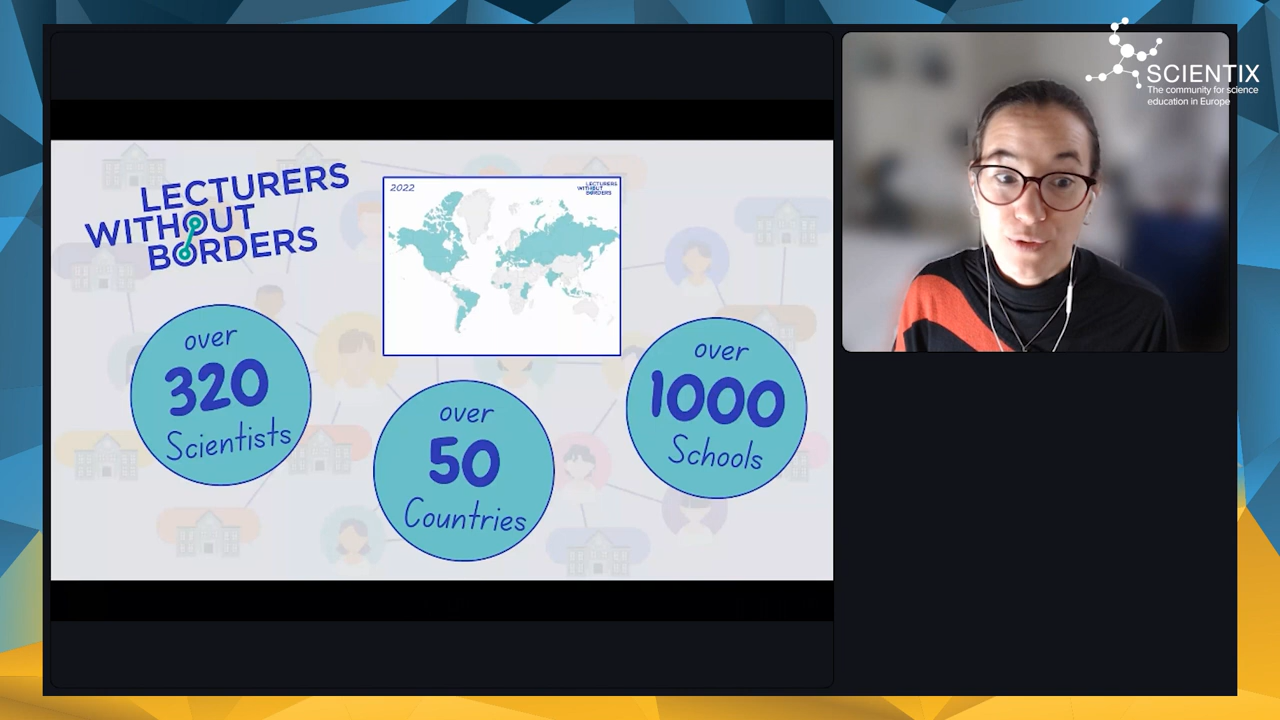 LECTURERS
WITHOUT
BORDERS
2022
LECTURERS
WITHOUT
BORDERS
over
320
Scientists
over
50
Countries
over
1000
Schools
SCIENTIX
The community for science
education in Europe